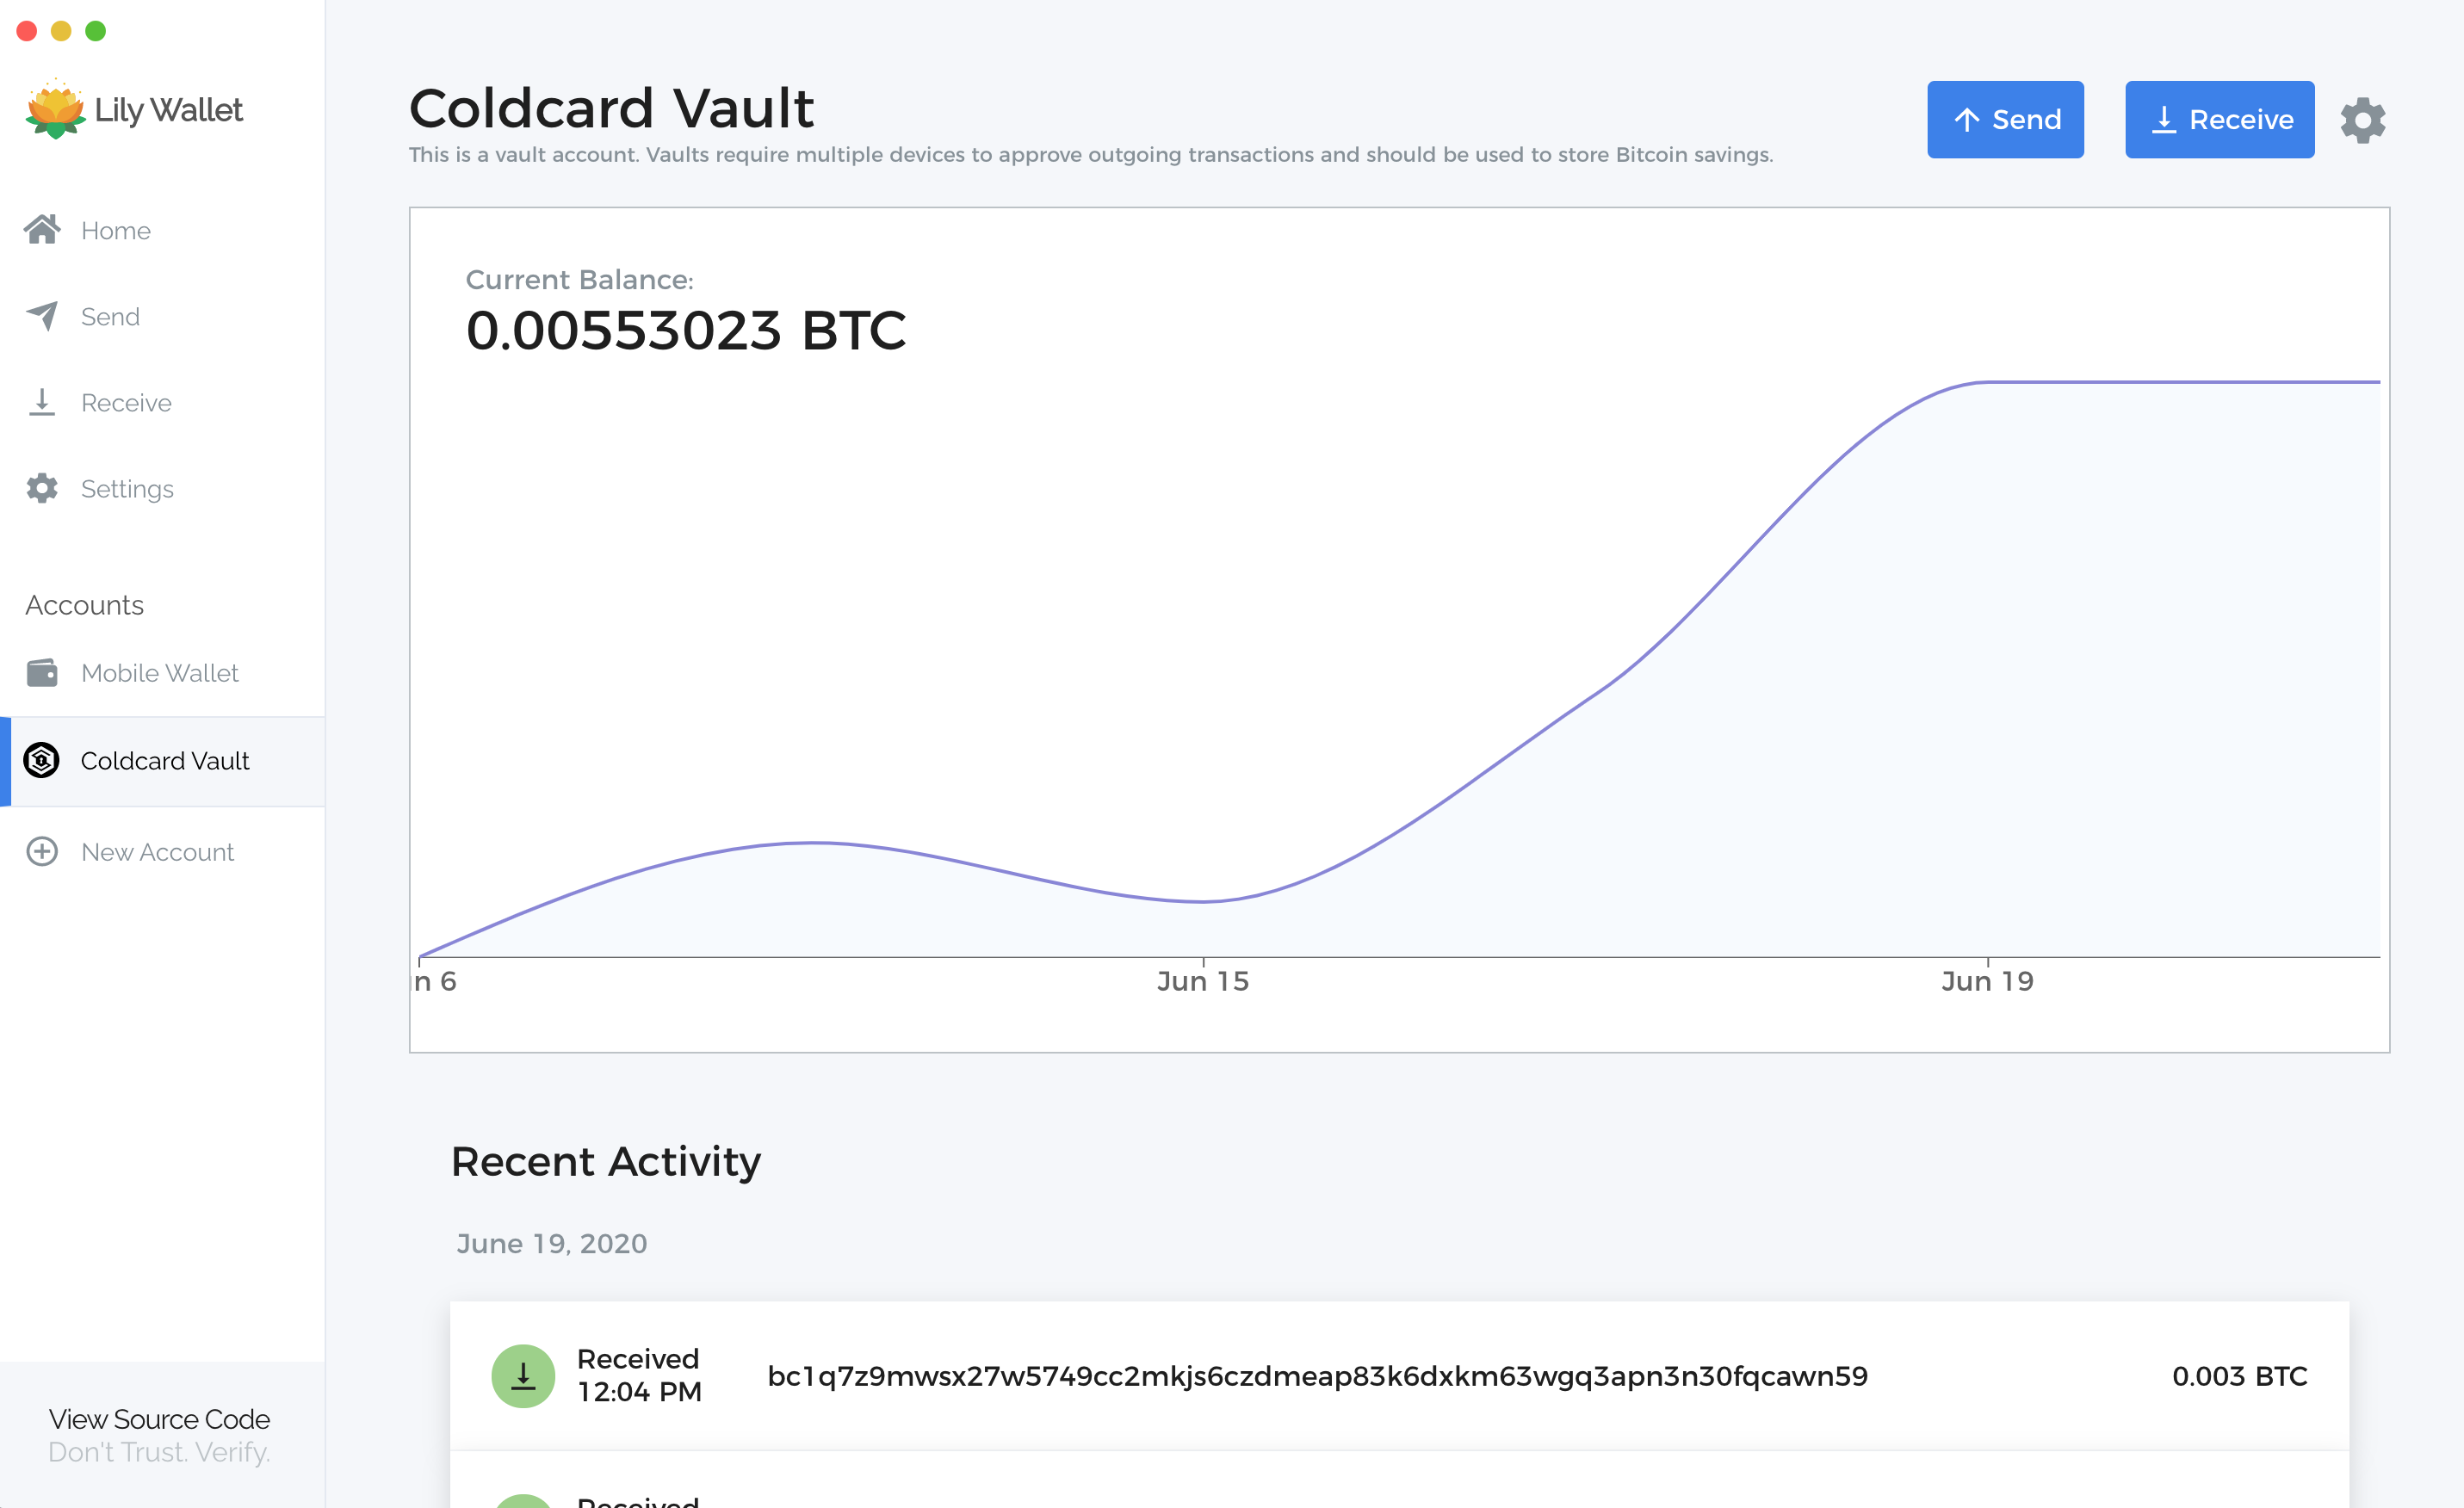 Lily Wallet
Home
Send
Receive
Settings
Accounts
Mobile Wallet
Coldcard Vault
New Account
View Source Code
Don't Trust. Verify.
Coldcard Vault
This is a vault account. Vaults require multiple devices to approve outgoing transactions and should be used to store Bitcoin savings.
Send
Receive
Current Balance:
0.00553023 BTC
n 6
Jun 15
Jun 19
Recent Activity
June 19, 2020
Received
12:04 PM
bc1q7z9mwsx27w5749cc2mkjs6czdmeap83k6dxkm63wgq3apn3n30fqcawn59
0.003 BTC
Received